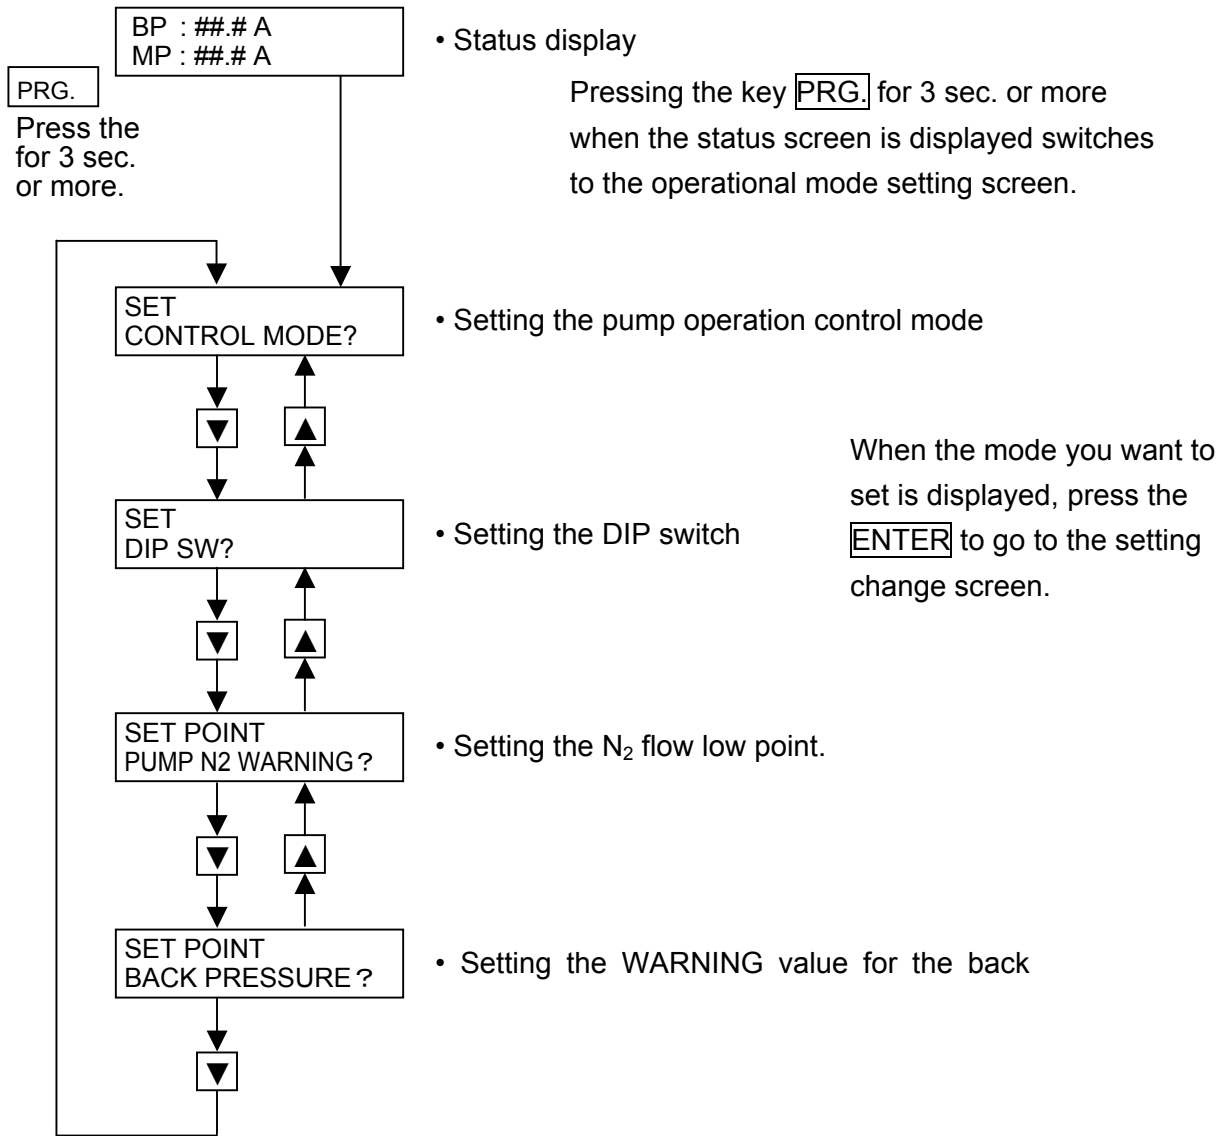 BP : ##.# A
MP : ##.# A
• Status display
PRG.
Press the
for 3 sec.
or more.
Pressing the key PRG. for 3 sec. or more
when the status screen is displayed switches
to the operational mode setting screen.
SET
CONTROL MODE?
• Setting the pump operation control mode
▼ ▲
SET
DIP SW?
• Setting the DIP switch
When the mode you want to
set is displayed, press the
ENTER to go to the setting
change screen.
▼ ▲
SET POINT
PUMP N2 WARNING?
• Setting the N₂ flow low point.
▼ ▲
SET POINT
BACK PRESSURE?
• Setting the WARNING value for the back
▼